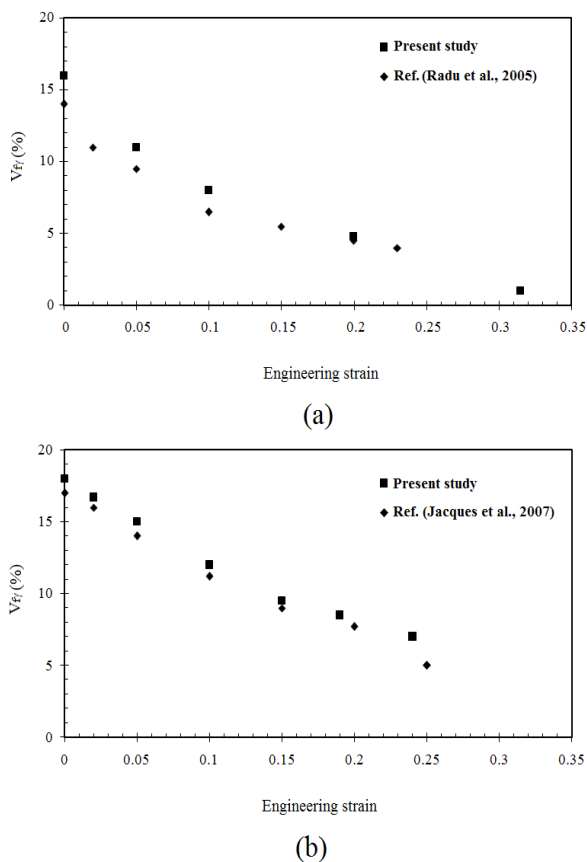 20
Present study
Ref. (Radu et al., 2005)
15
Vfγ (%)
10
5
0
0 0.05 0.1 0.15 0.2 0.25 0.3 0.35
Engineering strain
(a)
20
Present study
Ref. (Jacques et al., 2007)
15
Vfγ (%)
10
5
0
0 0.05 0.1 0.15 0.2 0.25 0.3 0.35
Engineering strain
(b)